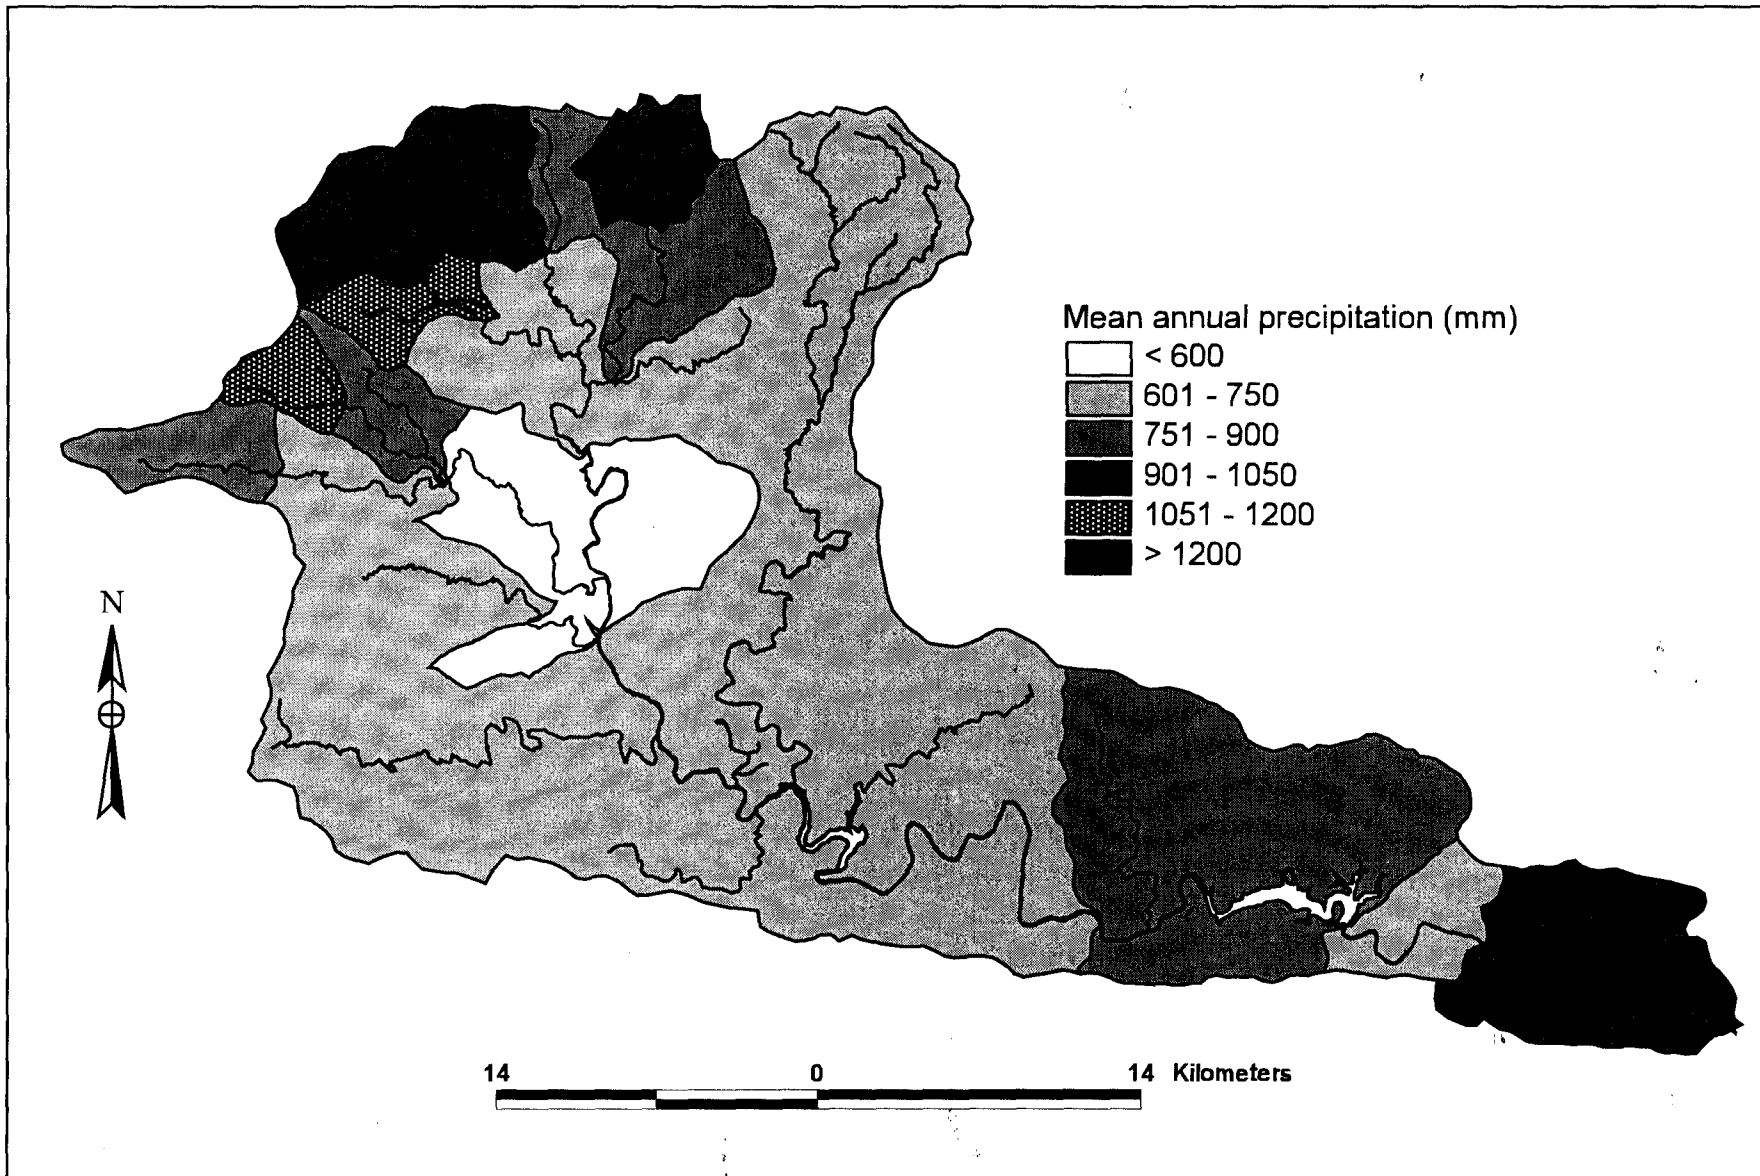 Mean annual precipitation (mm)
< 600
601 - 750
751 - 900
901 - 1050
1051 - 1200
> 1200
N
14 0 14 Kilometers